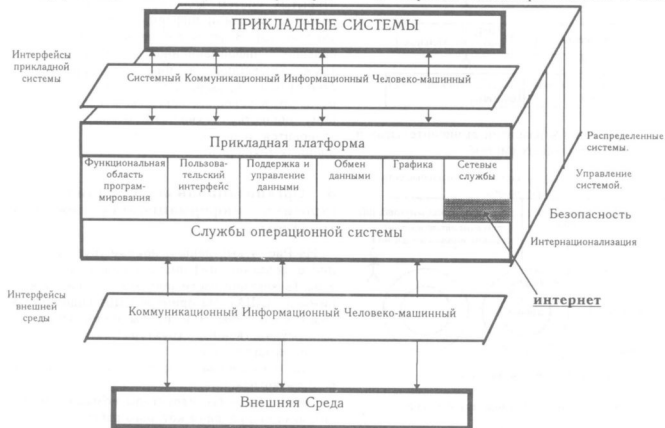 ПРИКЛАДНЫЕ СИСТЕМЫ
Интерфейсы
прикладной
системы
Системный Коммуникационный Информационный Человеко-машинный
Прикладная платформа
Функциональная
область
програм-
мирования
Пользова-
тельский
интерфейс
Поддержка и
управление
данными
Обмен
данными
Графика
Сетевые
службы
Службы операционной системы
Распределенные
системы.
Управление
системой.
Безопасность
Интернационализация
интернет
Интерфейсы
внешней
среды
Коммуникационный Информационный Человеко-машинный
Внешняя Среда